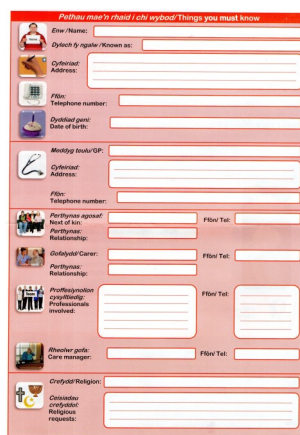 Pethau mae'n rhaid i chi wybod/Things you must know
Enw/Name:
Dylech fy ngalw/Known as:
Cyfeiriad:
Address:
Ffôn:
Telephone number:
Dyddiad geni:
Date of birth:
Meddyg teulu/GP:
Cyfeiriad:
Address:
Ffôn:
Telephone number:
Perthynas agosaf:
Next of kin:
Ffôn/ Tel:
Perthynas:
Relationship:
Gofalydd/Carer:
Ffôn/ Tel:
Perthynas:
Relationship:
Proffesiynolion
cysylltiedig:
Professionals
involved:
Ffôn/ Tel:
Rheolwr gofal:
Care manager:
Ffôn/ Tel:
Crefydd/Religion:
Ceisiadau
crefyddol:
Religious
requests: